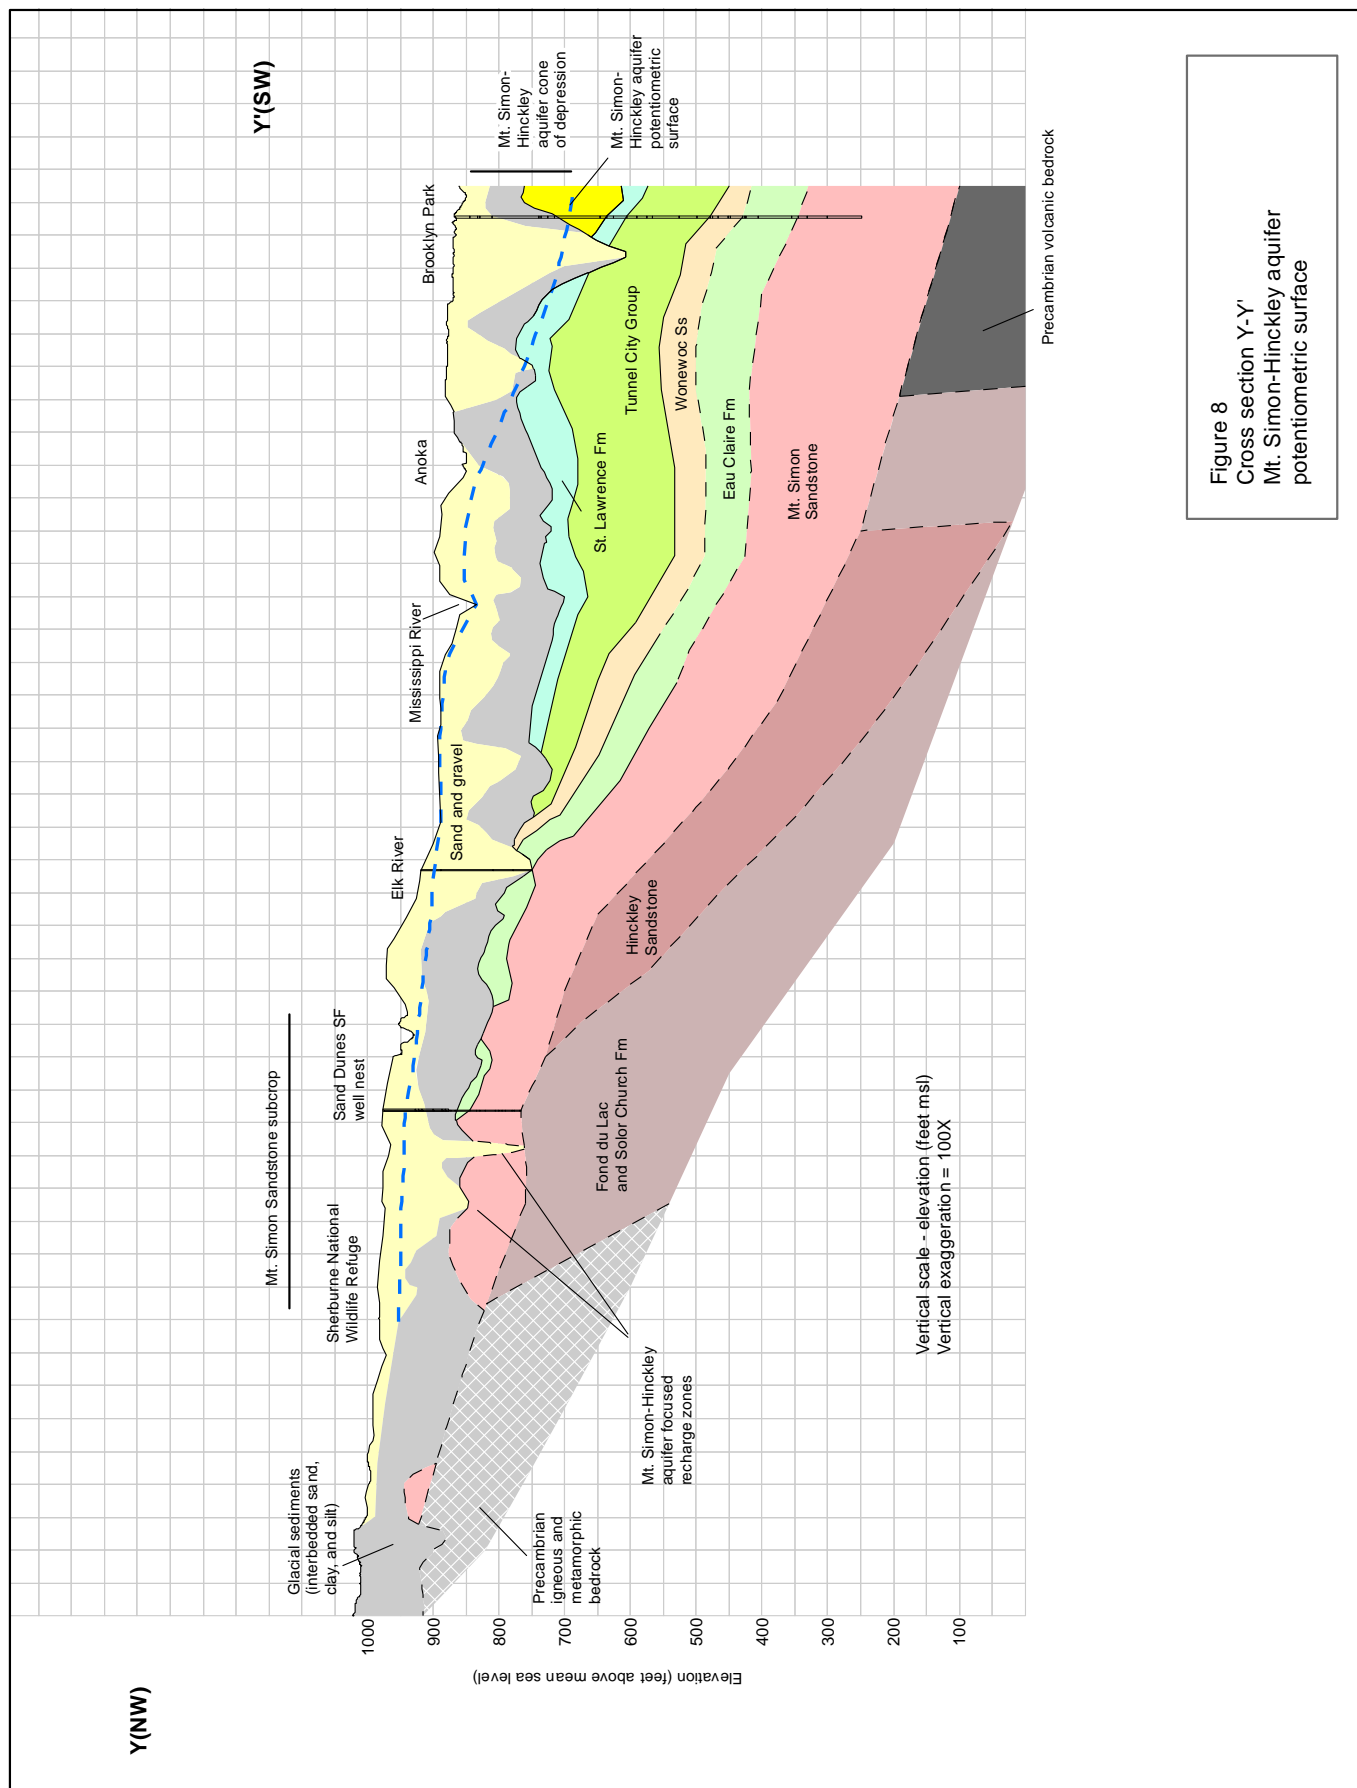 Y(NW)
Y'(SW)
Mt. Simon Sandstone subcrop
Glacial sediments
(interbedded sand,
clay, and silt)
Sherburne National
Wildlife Refuge
Sand Dunes SF
well nest
Elk River
Mississippi River
Anoka
Brooklyn Park
Mt. Simon-
Hinckley
aquifer cone
of depression
Mt. Simon-
Hinckley aquifer
potentiometric
surface
Sand and gravel
St. Lawrence Fm
Tunnel City Group
Wonewoc Ss
Eau Claire Fm
Mt. Simon
Sandstone
Hinckley
Sandstone
Fond du Lac
and Solor Church Fm
Precambrian
igneous and
metamorphic
bedrock
Mt. Simon-Hinckley
aquifer focused
recharge zones
Precambrian volcanic bedrock
1000
900
800
700
600
500
400
300
200
100
Elevation (feet above mean sea level)
Vertical scale - elevation (feet msl)
Vertical exaggeration = 100X
Figure 8
Cross section Y-Y'
Mt. Simon-Hinckley aquifer
potentiometric surface